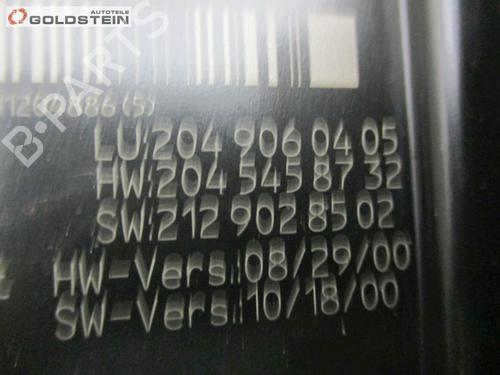 AUTOTEILE
GOLDSTEIN
B-PARTS
LU:204 906 04 05
HW:204 545 87 32
SW:212 902 85 02
HW-Vers.:08/29/00
SW-Vers.:10/18/00